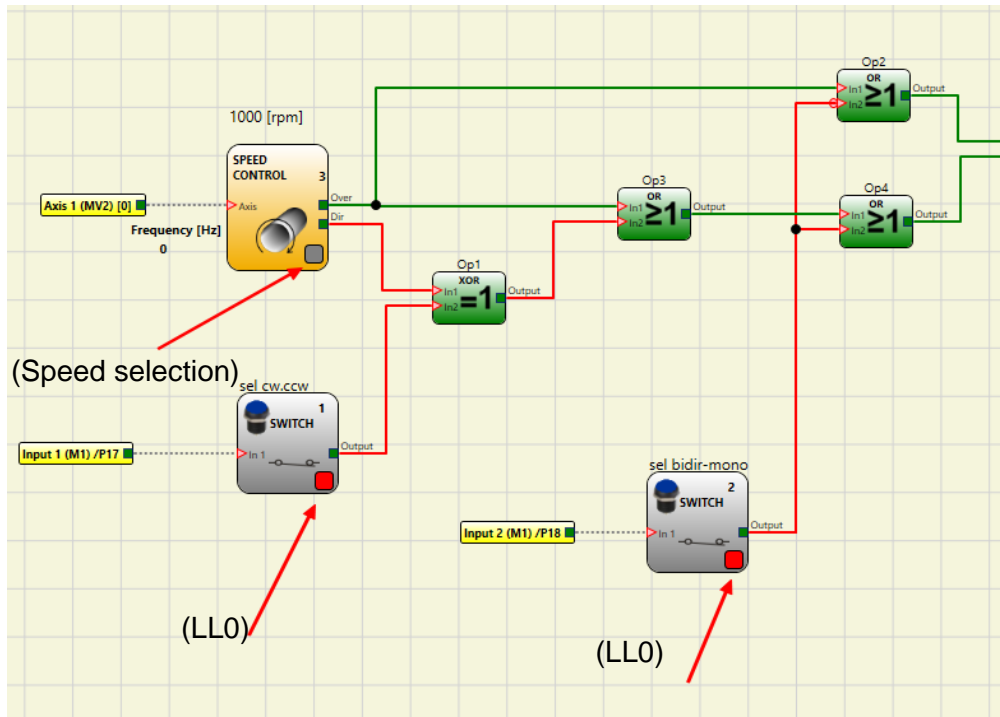 Op2
OR
In1
≥1
Output
In2
1000 [rpm]
SPEED
CONTROL
3
Over
Axis
Dir
Axis 1 (MV2) [0]
Frequency [Hz]
0
Op3
OR
In1
≥1
Output
In2
Op4
OR
In1
≥1
Output
In2
Op1
XOR
In1
=1
Output
In2
(Speed selection)
sel cw.ccw
1
SWITCH
Input 1 (M1) /P17
In 1
Output
sel bidir-mono
2
SWITCH
Input 2 (M1) /P18
In 1
Output
(LL0)
(LL0)